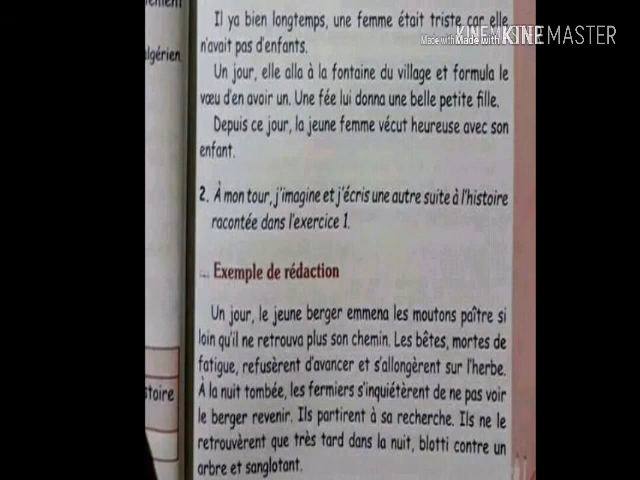 Il ya bien longtemps, une femme était triste car elle
n'avait pas d'enfants.
Un jour, elle alla à la fontaine du village et formula le
vœu d'en avoir un. Une fée lui donna une belle petite fille.
Depuis ce jour, la jeune femme vécut heureuse avec son
enfant.
2. À mon tour, j'imagine et j'écris une autre suite à l'histoire
racontée dans l'exercice 1.
Exemple de rédaction
Un jour, le jeune berger emmena les moutons paître si
loin qu'il ne retrouva plus son chemin. Les bêtes, mortes de
fatigue, refusèrent d'avancer et s'allongèrent sur l'herbe.
À la nuit tombée, les fermiers s'inquiétèrent de ne pas voir
le berger revenir. Ils partirent à sa recherche. Ils ne le
retrouvèrent que très tard dans la nuit, blotti contre un
arbre et sanglotant.
lgérien
stoire
Made with
KINEMASTER